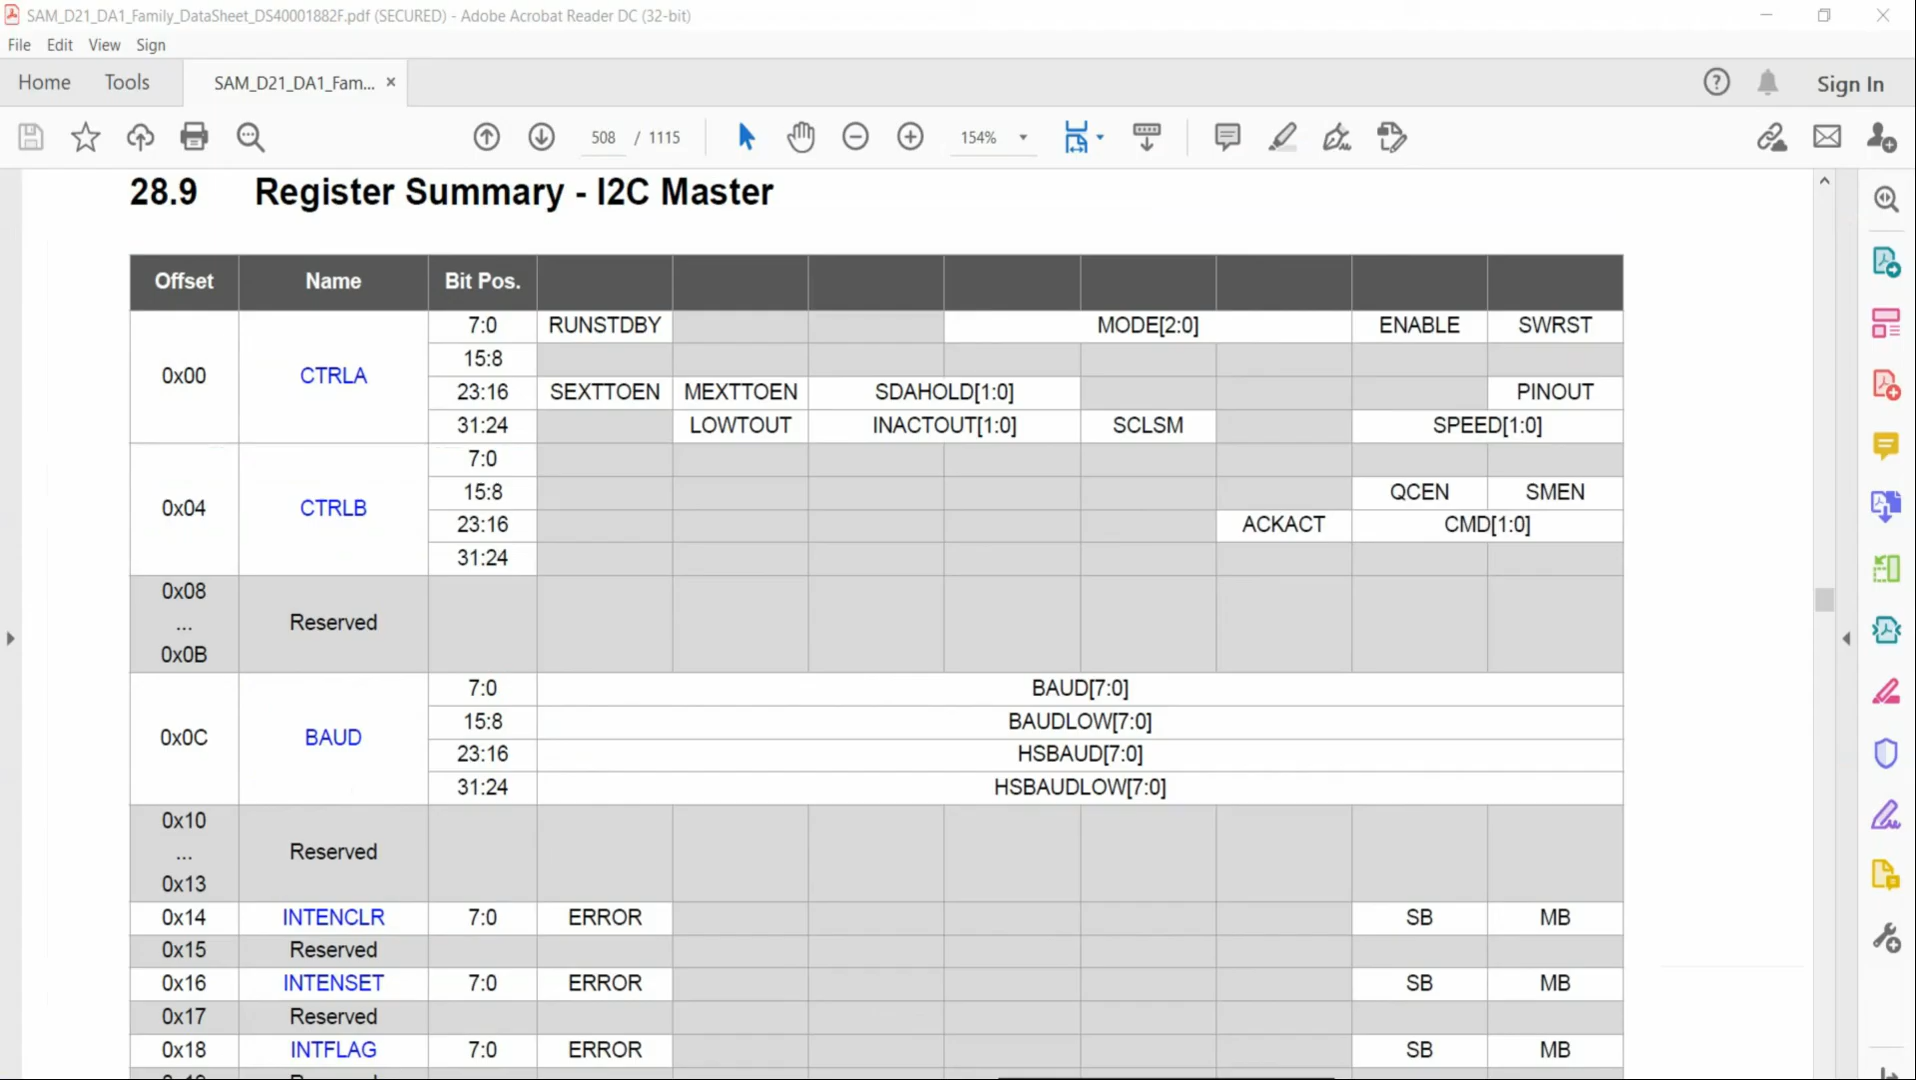 SAM_D21_DA1_Family_DataSheet_DS40001882F.pdf (SECURED) - Adobe Acrobat Reader DC (32-bit)
File Edit View Sign
Home Tools SAM_D21_DA1_Fam... × Sign In
508 / 1115 154%
28.9 Register Summary - I2C Master
Offset Name Bit Pos.
0x00 CTRLA
7:0 RUNSTDBY MODE[2:0] ENABLE SWRST
15:8
23:16 SEXTTOEN MEXTTOEN SDAHOLD[1:0] PINOUT
31:24 LOWTOUT INACTOUT[1:0] SCLSM SPEED[1:0]
0x04 CTRLB
7:0
15:8 QCEN SMEN
23:16 ACKACT CMD[1:0]
31:24
0x08
...
0x0B
Reserved
0x0C BAUD
7:0 BAUD[7:0]
15:8 BAUDLOW[7:0]
23:16 HSBAUD[7:0]
31:24 HSBAUDLOW[7:0]
0x10
...
0x13
Reserved
0x14 INTENCLR 7:0 ERROR SB MB
0x15 Reserved
0x16 INTENSET 7:0 ERROR SB MB
0x17 Reserved
0x18 INTFLAG 7:0 ERROR SB MB